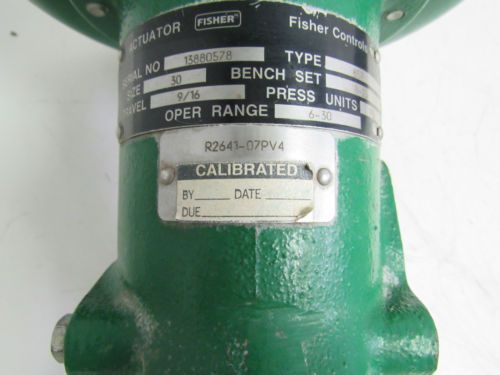 ACTUATOR FISHER Fisher Controls
SERIAL NO 13880578 TYPE
SIZE 30 BENCH SET
TRAVEL 9/16 PRESS UNITS
OPER RANGE 6-30
R2641-07PV4
CALIBRATED
BY DATE
DUE